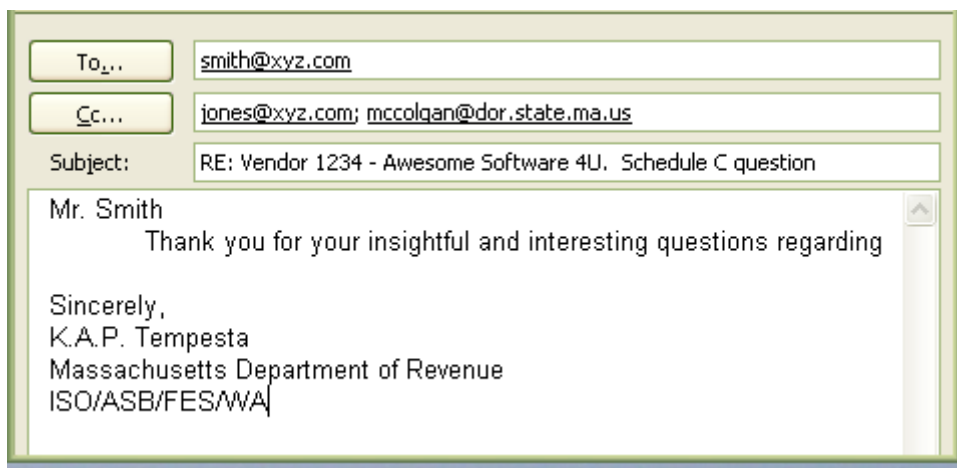 To... smith@xyz.com
Cc... jones@xyz.com; mccolgan@dor.state.ma.us
Subject: RE: Vendor 1234 - Awesome Software 4U. Schedule C question
Mr. Smith
Thank you for your insightful and interesting questions regarding
Sincerely,
K.A.P. Tempesta
Massachusetts Department of Revenue
ISO/ASB/FES/WA